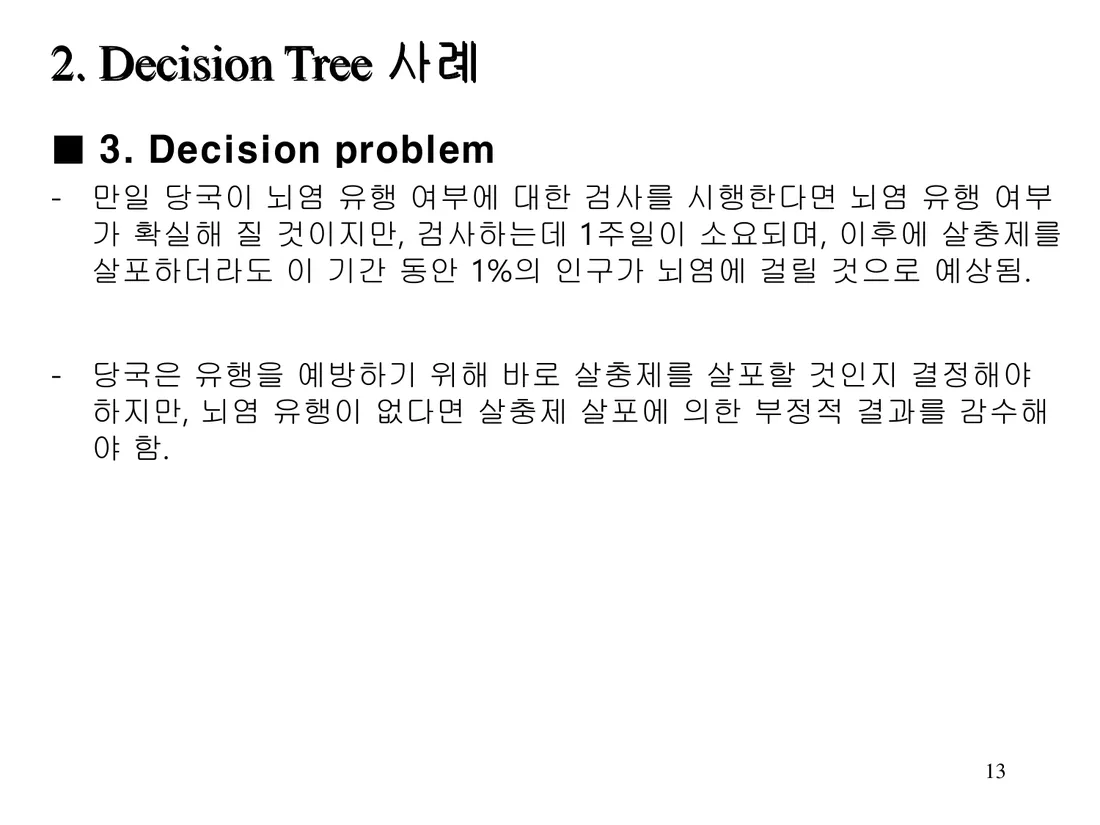 2. Decision Tree 사례
■ 3. Decision problem
- 만일 당국이 뇌염 유행 여부에 대한 검사를 시행한다면 뇌염 유행 여부
가 확실해 질 것이지만, 검사하는데 1주일이 소요되며, 이후에 살충제를
살포하더라도 이 기간 동안 1%의 인구가 뇌염에 걸릴 것으로 예상됨.
- 당국은 유행을 예방하기 위해 바로 살충제를 살포할 것인지 결정해야
하지만, 뇌염 유행이 없다면 살충제 살포에 의한 부정적 결과를 감수해
야 함.
13